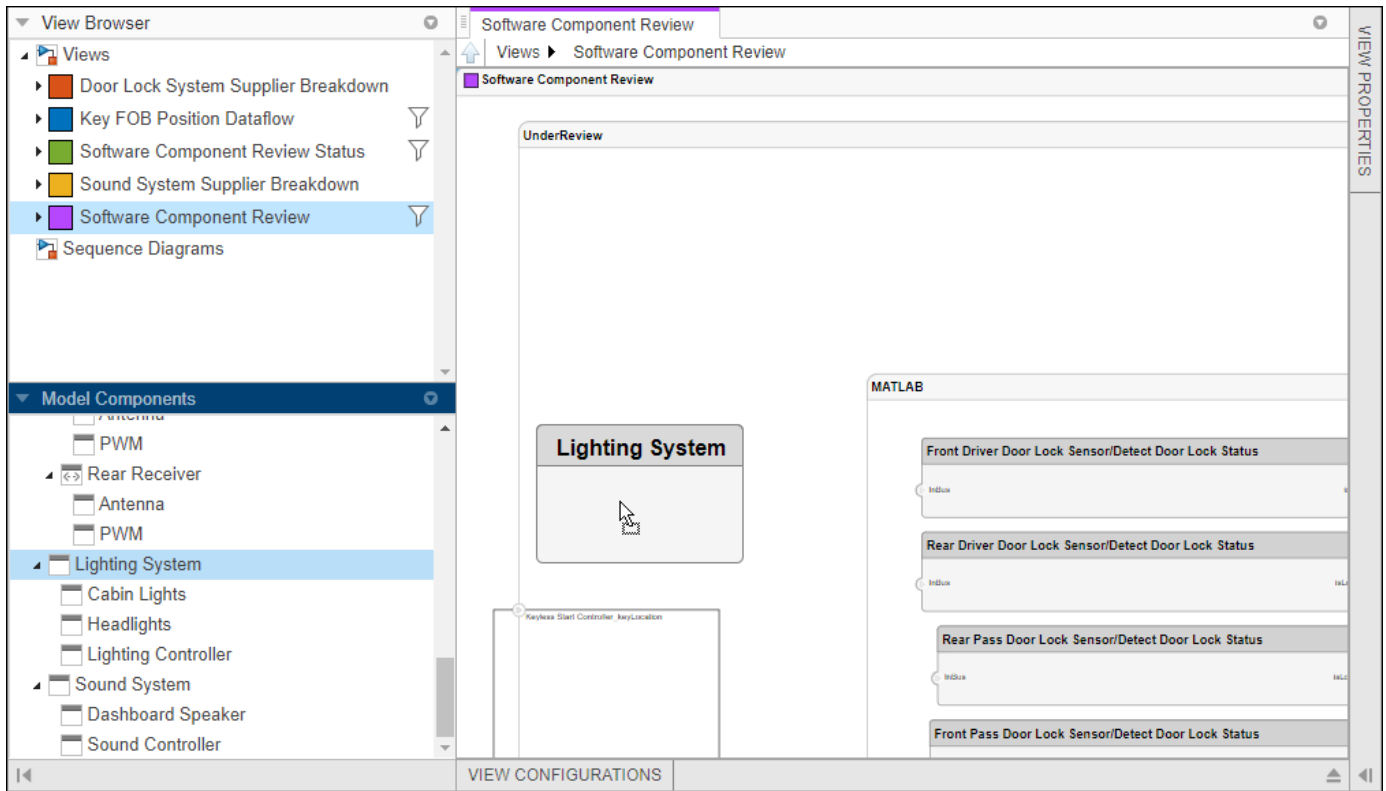 View Browser
Views
Door Lock System Supplier Breakdown
Key FOB Position Dataflow
Software Component Review Status
Sound System Supplier Breakdown
Software Component Review
Sequence Diagrams
Model Components
Antenna
PWM
Rear Receiver
Antenna
PWM
Lighting System
Cabin Lights
Headlights
Lighting Controller
Sound System
Dashboard Speaker
Sound Controller
Software Component Review
Views Software Component Review
Software Component Review
UnderReview
Lighting System
Keyless Start Controller_keyLocation
MATLAB
Front Driver Door Lock Sensor/Detect Door Lock Status
InBus
Rear Driver Door Lock Sensor/Detect Door Lock Status
InBus
Rear Pass Door Lock Sensor/Detect Door Lock Status
InBus
Front Pass Door Lock Sensor/Detect Door Lock Status
VIEW CONFIGURATIONS
VIEW PROPERTIES